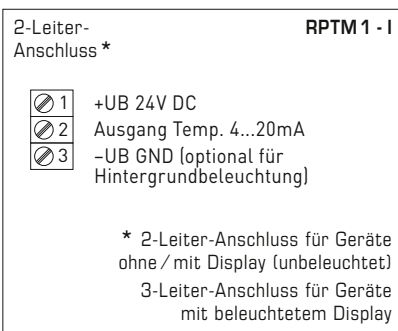 2-Leiter- RPTM 1 - I
Anschluss *
1 +UB 24V DC
2 Ausgang Temp. 4...20mA
3 –UB GND (optional für
Hintergrundbeleuchtung)
* 2-Leiter-Anschluss für Geräte
ohne / mit Display (unbeleuchtet)
3-Leiter-Anschluss für Geräte
mit beleuchtetem Display